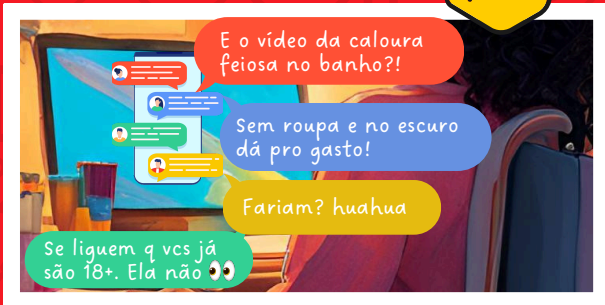 E o vídeo da caloura
feiosa no banho?!
Sem roupa e no escuro
dá pro gasto!
Fariam? huahua
Se liguem q vcs já
são 18+. Ela não 👀